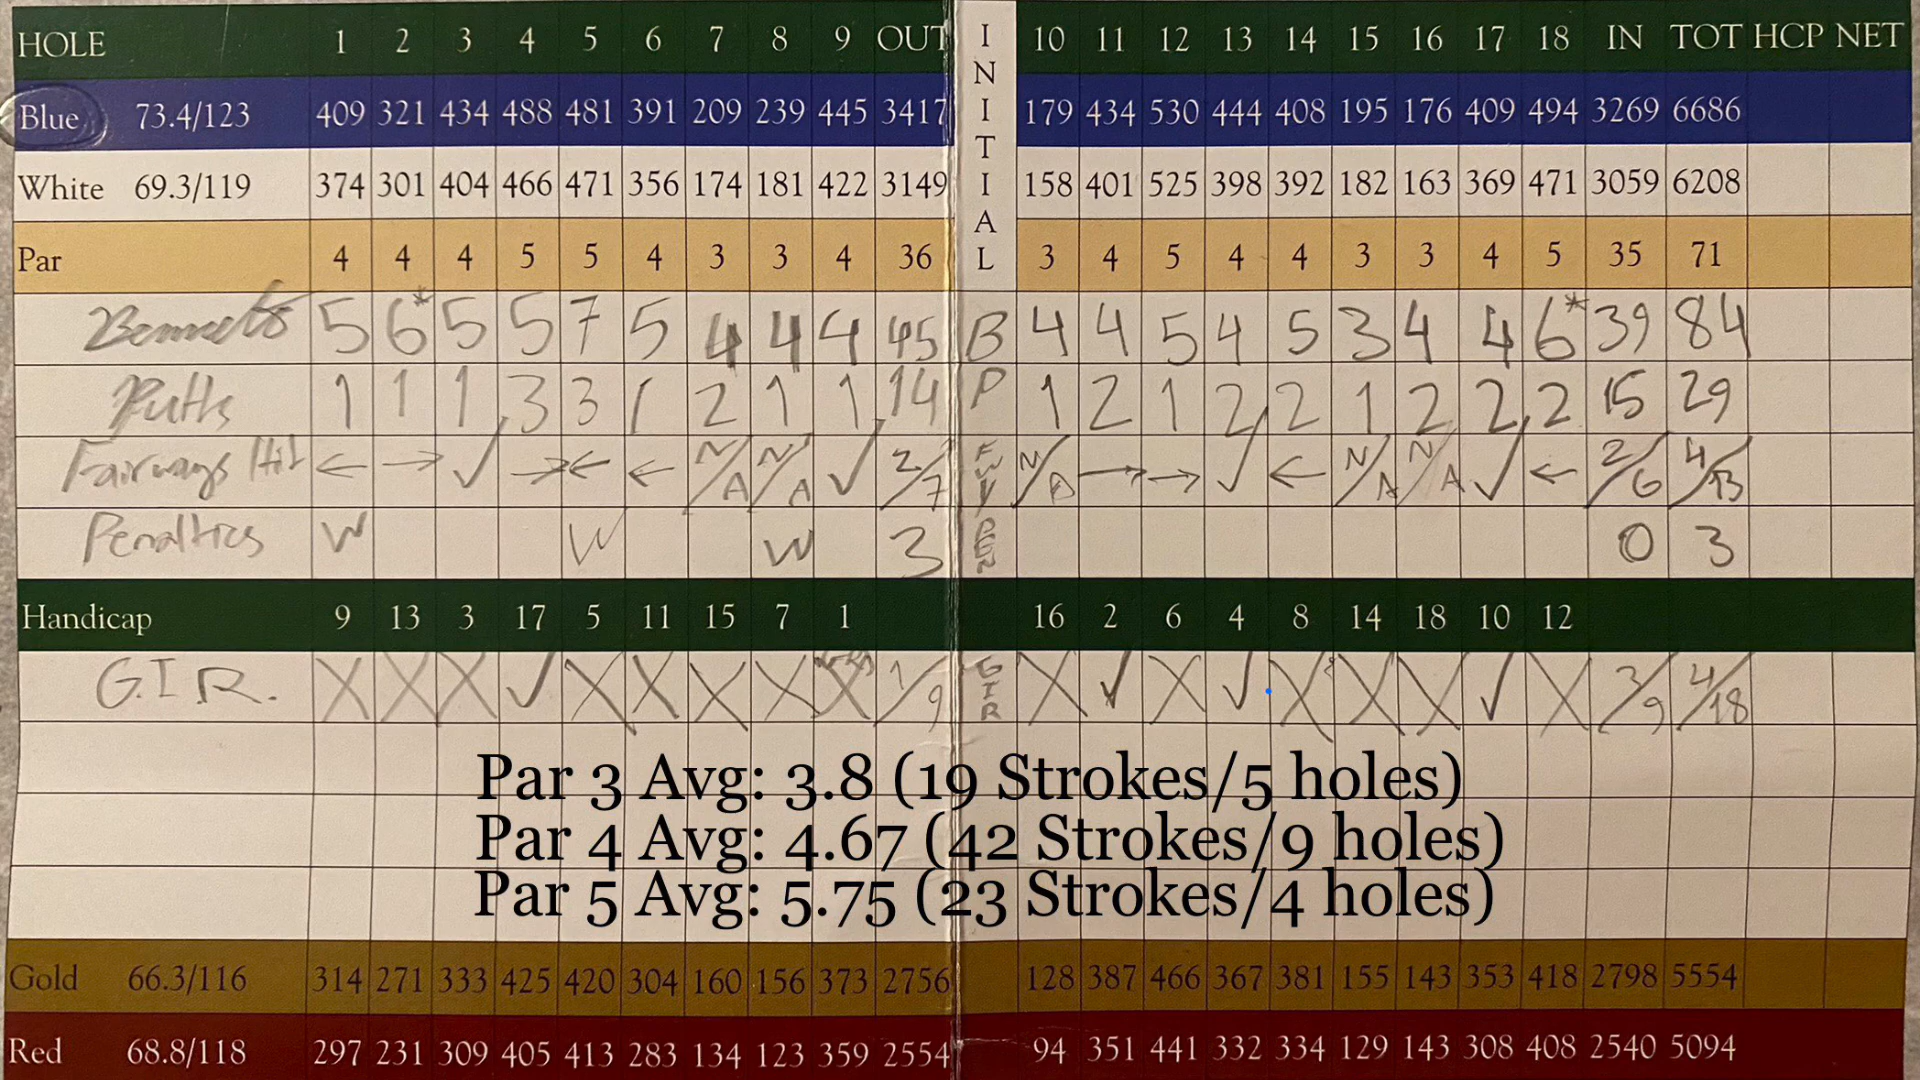 HOLE 1 2 3 4 5 6 7 8 9 OUT INITIAL 10 11 12 13 14 15 16 17 18 IN TOT HCP NET
Blue 73.4/123 409 321 434 488 481 391 209 239 445 3417 179 434 530 444 408 195 176 409 494 3269 6686
White 69.3/119 374 301 404 466 471 356 174 181 422 3149 158 401 525 398 392 182 163 369 471 3059 6208
Par 4 4 4 5 5 4 3 3 4 36 3 4 5 4 4 3 3 4 5 35 71
5 6* 5 5 7 5 4 4 4 45 B 4 4 5 4 5 3 4 4 6* 39 84
Putts 1 1 1 3 3 1 2 1 1 14 P 1 2 1 2 2 1 2 2 2 15 29
Fairways Hit ← → ✓ → ← ← N/A N/A ✓ 2/7 FWY N/A → → ✓ ← N/A N/A ✓ ← 2/6 4/13
Penalties W W W 3 PEN 0 3
Handicap 9 13 3 17 5 11 15 7 1 16 2 6 4 8 14 18 10 12
G.I.R. X X X ✓ X X X X X 1/9 GIR X ✓ X ✓ X X X ✓ X 3/9 4/18
Par 3 Avg: 3.8 (19 Strokes/5 holes)
Par 4 Avg: 4.67 (42 Strokes/9 holes)
Par 5 Avg: 5.75 (23 Strokes/4 holes)
Gold 66.3/116 314 271 333 425 420 304 160 156 373 2756 128 387 466 367 381 155 143 353 418 2798 5554
Red 68.8/118 297 231 309 405 413 283 134 123 359 2554 94 351 441 332 334 129 143 308 408 2540 5094